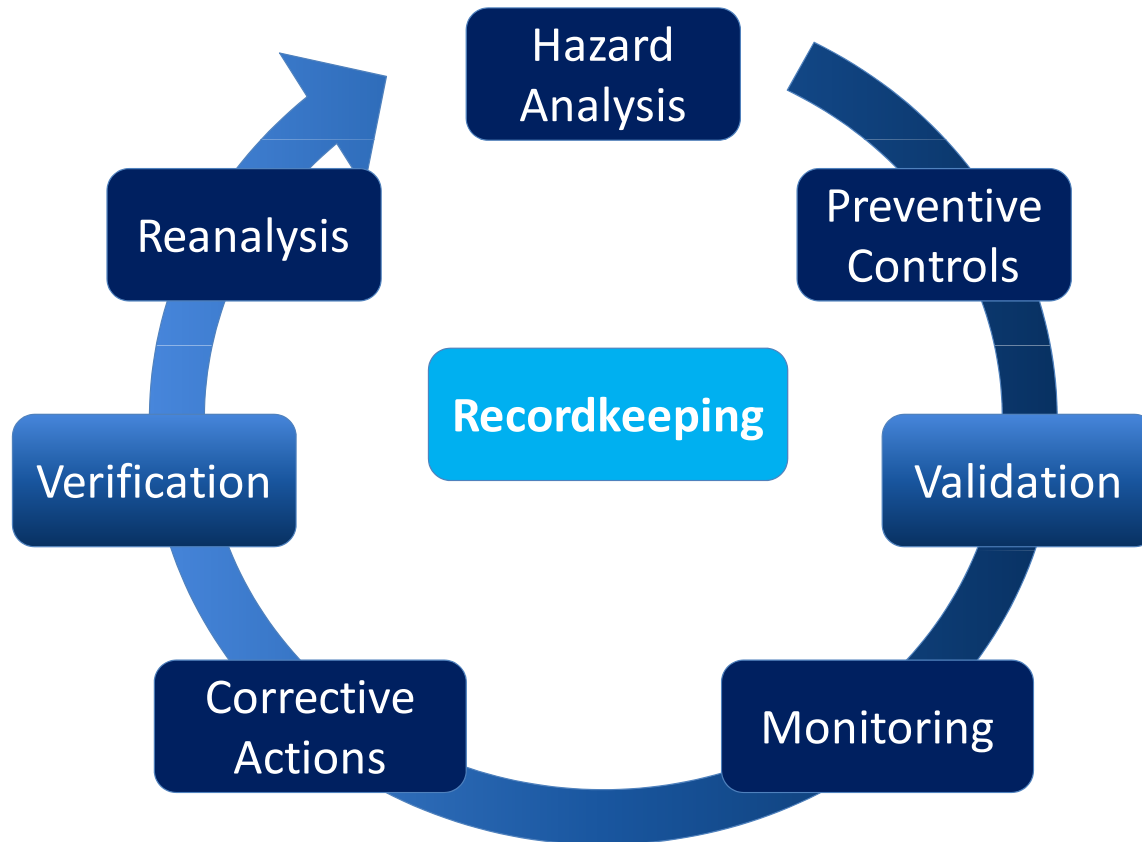 Hazard
Analysis
Preventive
Controls
Validation
Monitoring
Corrective
Actions
Verification
Reanalysis
Recordkeeping